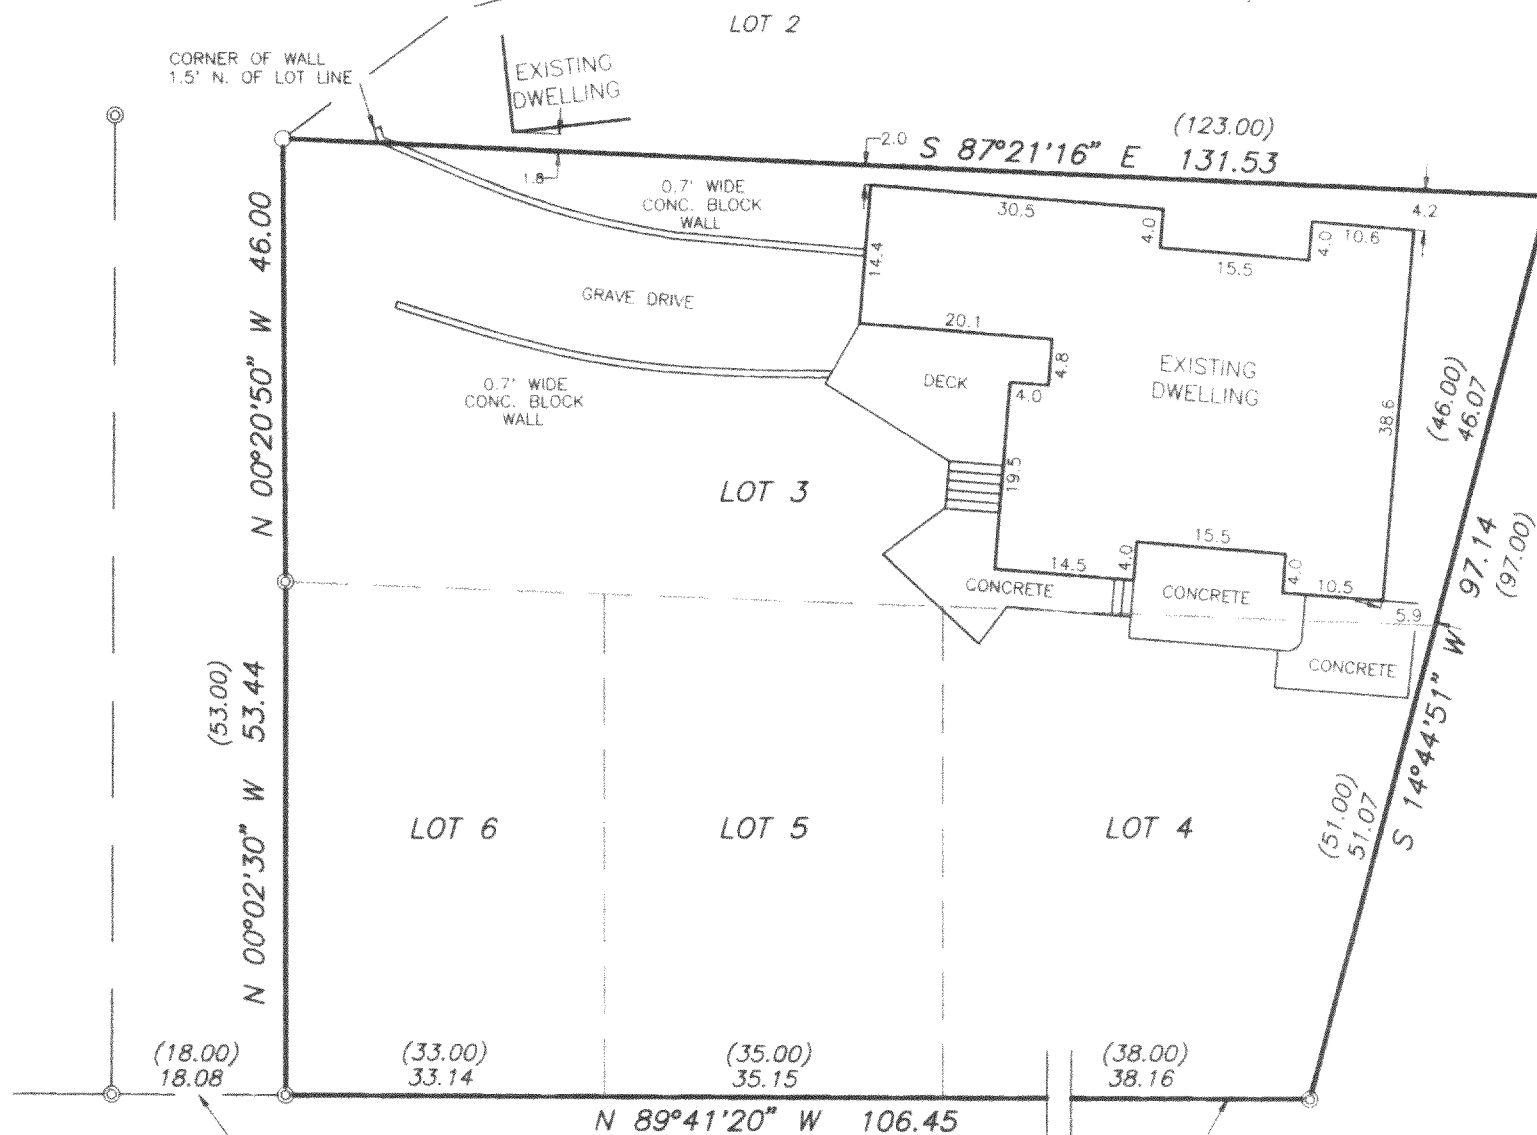 LOT 2
CORNER OF WALL
1.5' N. OF LOT LINE
EXISTING
DWELLING
(123.00)
S 87°21'16" E 131.53
2.0
1.8
0.7' WIDE
CONC. BLOCK
WALL
30.5
4.0
15.5
4.0
10.6
4.2
N 00°20'50" W 46.00
14.4
GRAVE DRIVE
20.1
4.8
4.0
DECK
EXISTING
DWELLING
38.6
(46.00)
46.07
0.7' WIDE
CONC. BLOCK
WALL
LOT 3
19.5
14.5
4.0
15.5
4.0
10.5
5.9
97.14
(97.00)
CONCRETE
CONCRETE
CONCRETE
(53.00)
N 00°02'30" W 53.44
S 14°44'51" W
(51.00)
51.07
LOT 6
LOT 5
LOT 4
(18.00)
18.08
(33.00)
33.14
(35.00)
35.15
(38.00)
38.16
N 89°41'20" W 106.45